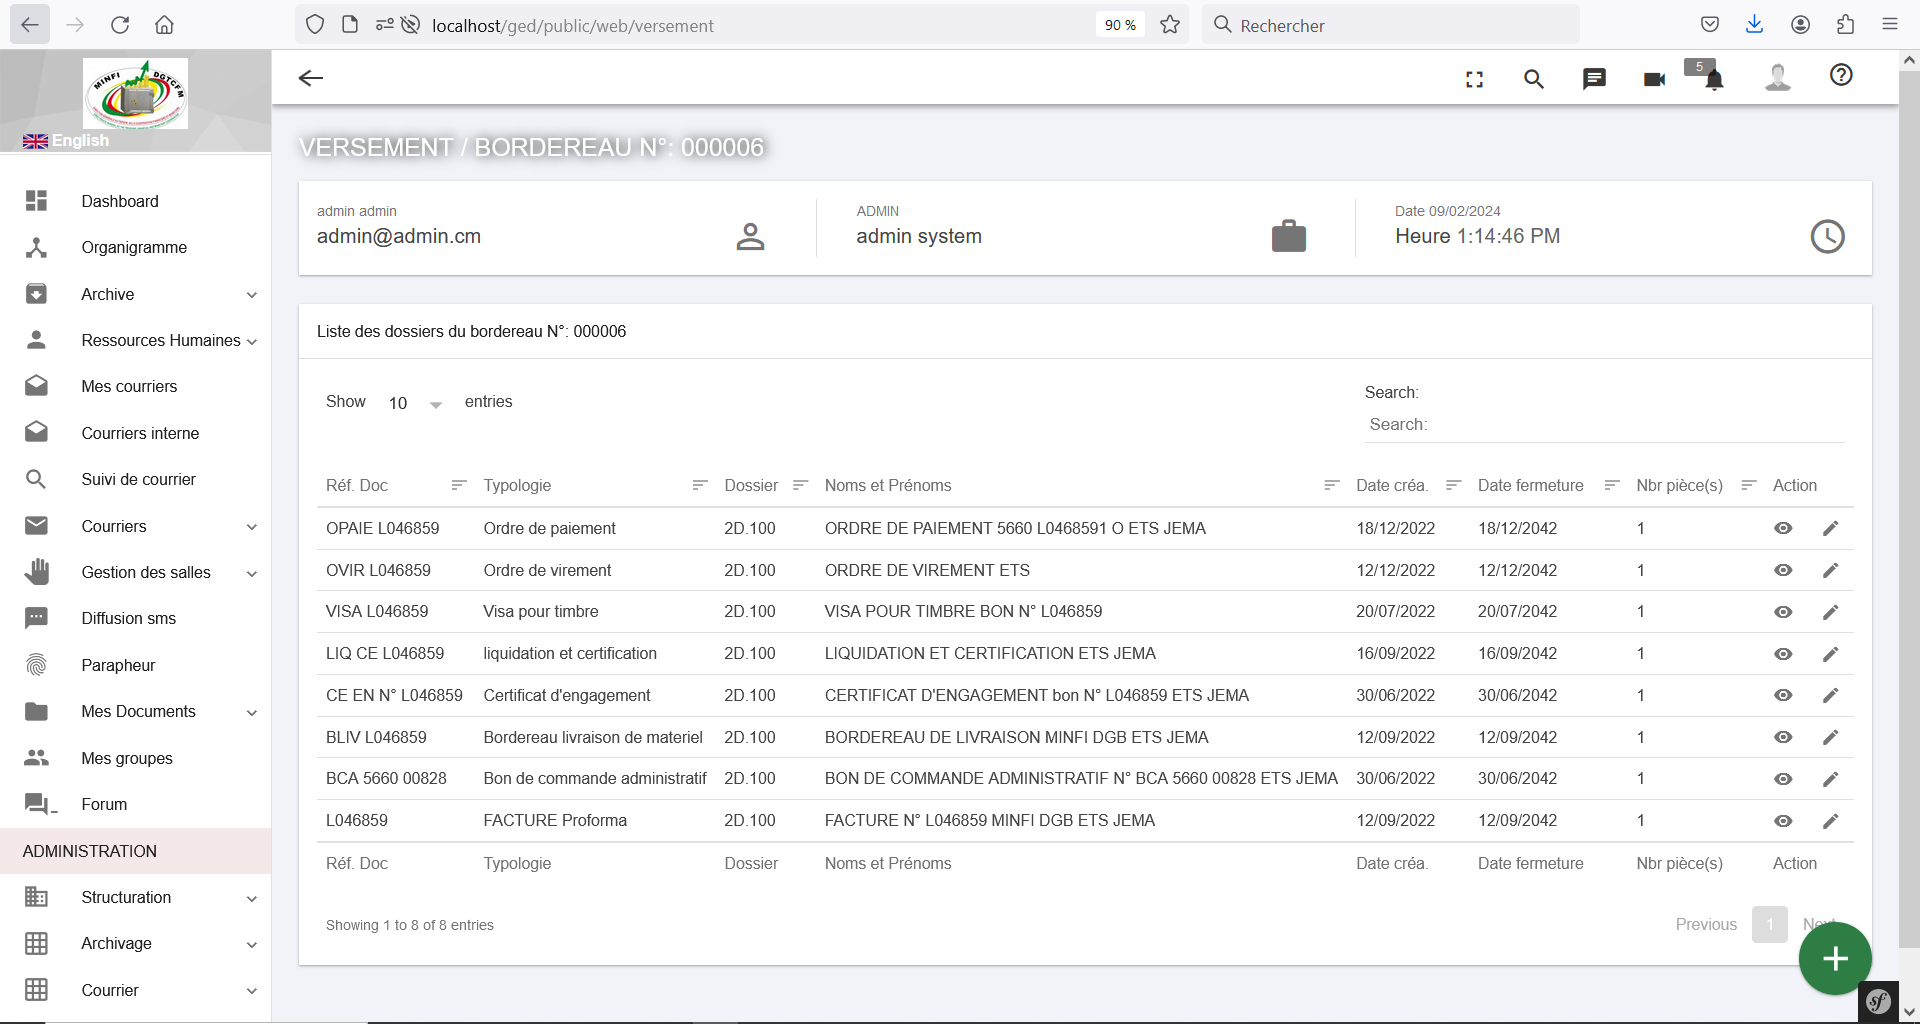 localhost/ged/public/web/versement
90 %
Rechercher
MINFI DGTCFM
English
5
VERSEMENT / BORDEREAU N°: 000006
Dashboard
Organigramme
Archive
Ressources Humaines
Mes courriers
Courriers interne
Suivi de courrier
Courriers
Gestion des salles
Diffusion sms
Parapheur
Mes Documents
Mes groupes
Forum
ADMINISTRATION
Structuration
Archivage
Courrier
admin admin
admin@admin.cm
ADMIN
admin system
Date 09/02/2024
Heure 1:14:46 PM
Liste des dossiers du bordereau N°: 000006
Show 10 entries
Search:
Search:
Réf. Doc Typologie Dossier Noms et Prénoms Date créa. Date fermeture Nbr pièce(s) Action
OPAIE L046859 Ordre de paiement 2D.100 ORDRE DE PAIEMENT 5660 L0468591 O ETS JEMA 18/12/2022 18/12/2042 1
OVIR L046859 Ordre de virement 2D.100 ORDRE DE VIREMENT ETS 12/12/2022 12/12/2042 1
VISA L046859 Visa pour timbre 2D.100 VISA POUR TIMBRE BON N° L046859 20/07/2022 20/07/2042 1
LIQ CE L046859 liquidation et certification 2D.100 LIQUIDATION ET CERTIFICATION ETS JEMA 16/09/2022 16/09/2042 1
CE EN N° L046859 Certificat d'engagement 2D.100 CERTIFICAT D'ENGAGEMENT bon N° L046859 ETS JEMA 30/06/2022 30/06/2042 1
BLIV L046859 Bordereau livraison de materiel 2D.100 BORDEREAU DE LIVRAISON MINFI DGB ETS JEMA 12/09/2022 12/09/2042 1
BCA 5660 00828 Bon de commande administratif 2D.100 BON DE COMMANDE ADMINISTRATIF N° BCA 5660 00828 ETS JEMA 30/06/2022 30/06/2042 1
L046859 FACTURE Proforma 2D.100 FACTURE N° L046859 MINFI DGB ETS JEMA 12/09/2022 12/09/2042 1
Réf. Doc Typologie Dossier Noms et Prénoms Date créa. Date fermeture Nbr pièce(s) Action
Showing 1 to 8 of 8 entries
Previous 1 Next
sf